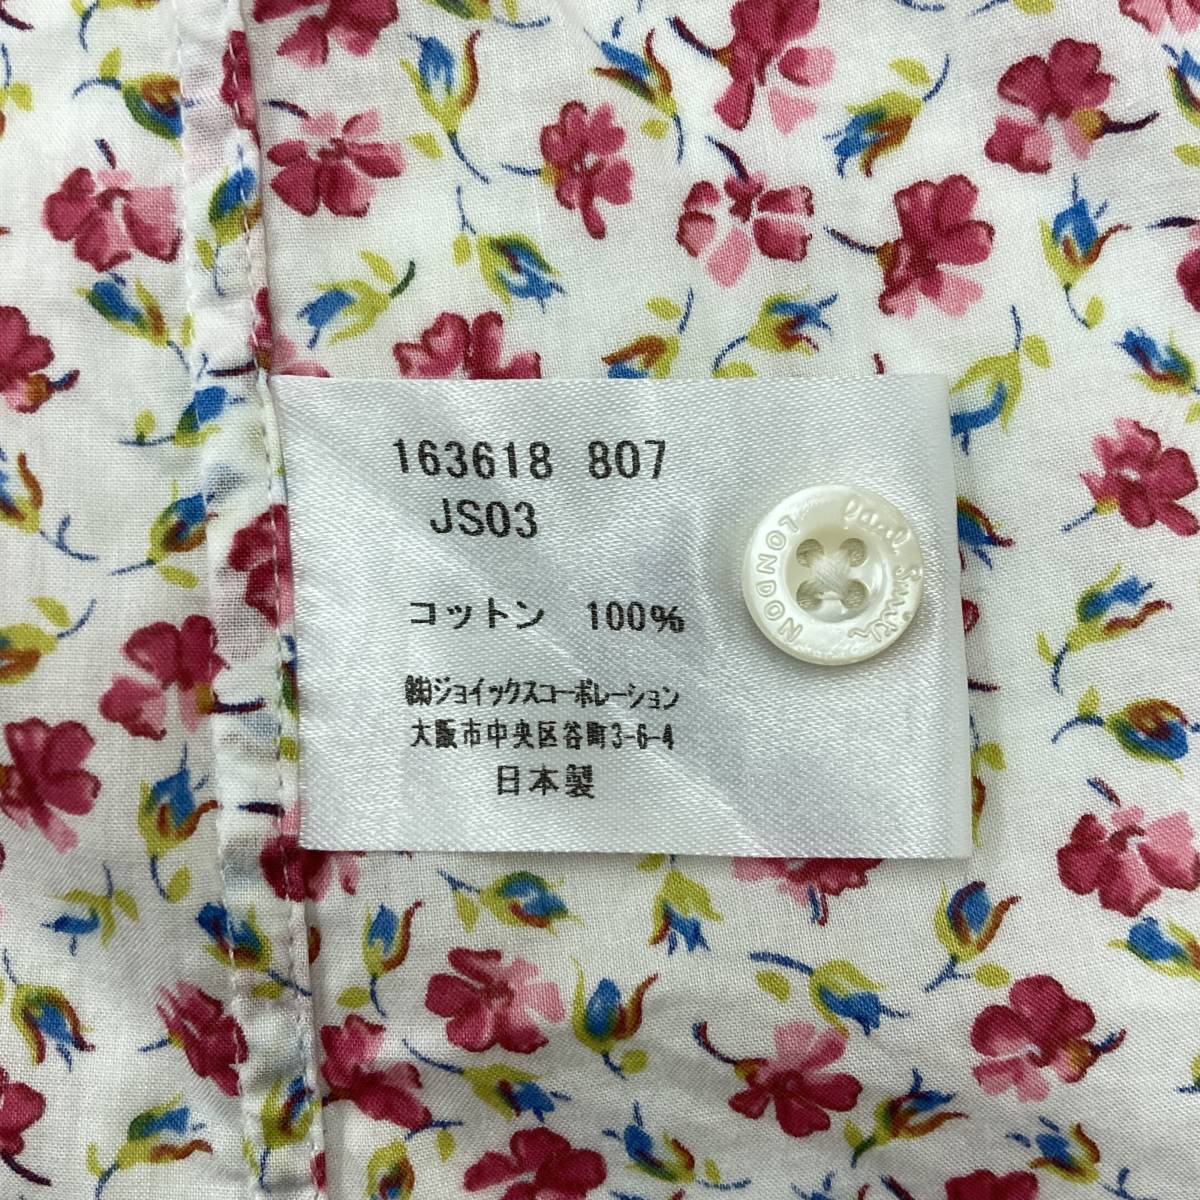 163618 807
JS03
コットン 100%
㈱ジョイックスコーポレーション
大阪市中央区谷町3-6-4
日本製
Paul Smith
LONDON